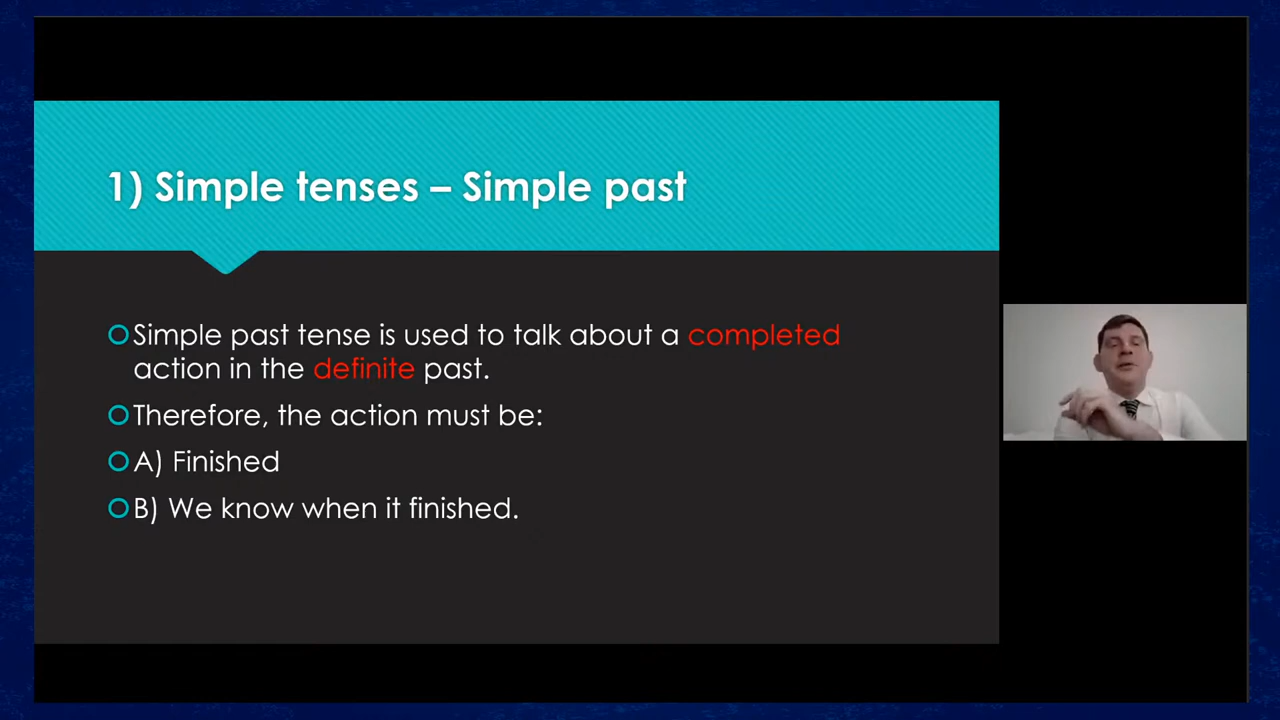 1) Simple tenses – Simple past
Simple past tense is used to talk about a completed
action in the definite past.
Therefore, the action must be:
A) Finished
B) We know when it finished.